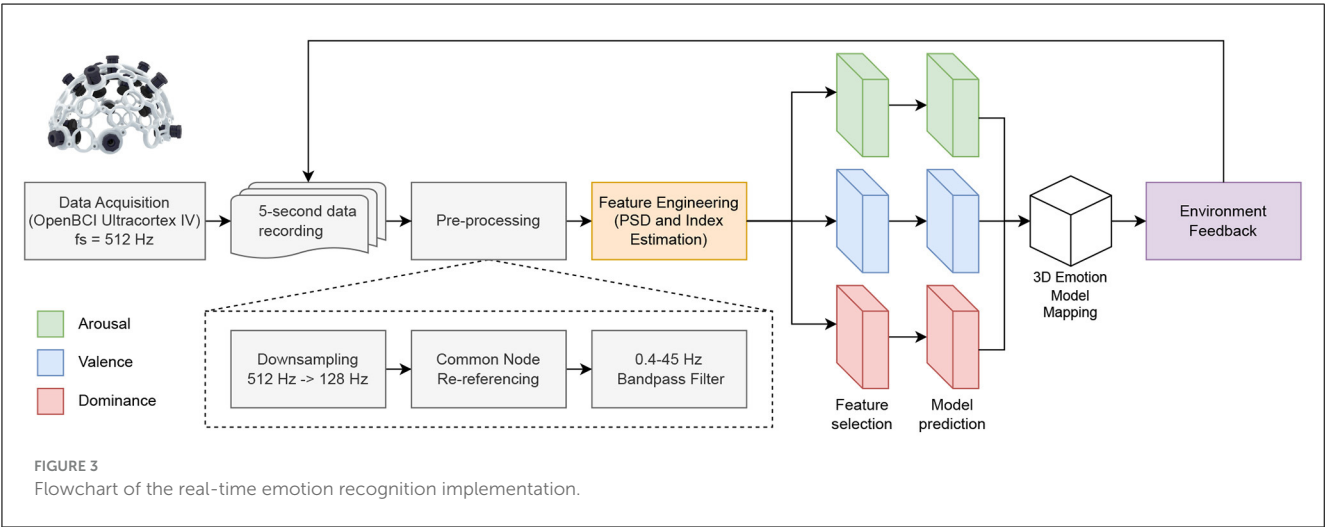 Data Acquisition
(OpenBCI Ultracortex IV)
fs = 512 Hz
5-second data
recording
Pre-processing
Feature Engineering
(PSD and Index
Estimation)
3D Emotion
Model
Mapping
Environment
Feedback
Downsampling
512 Hz -> 128 Hz
Common Node
Re-referencing
0.4-45 Hz
Bandpass Filter
Arousal
Valence
Dominance
Feature
selection
Model
prediction
FIGURE 3
Flowchart of the real-time emotion recognition implementation.